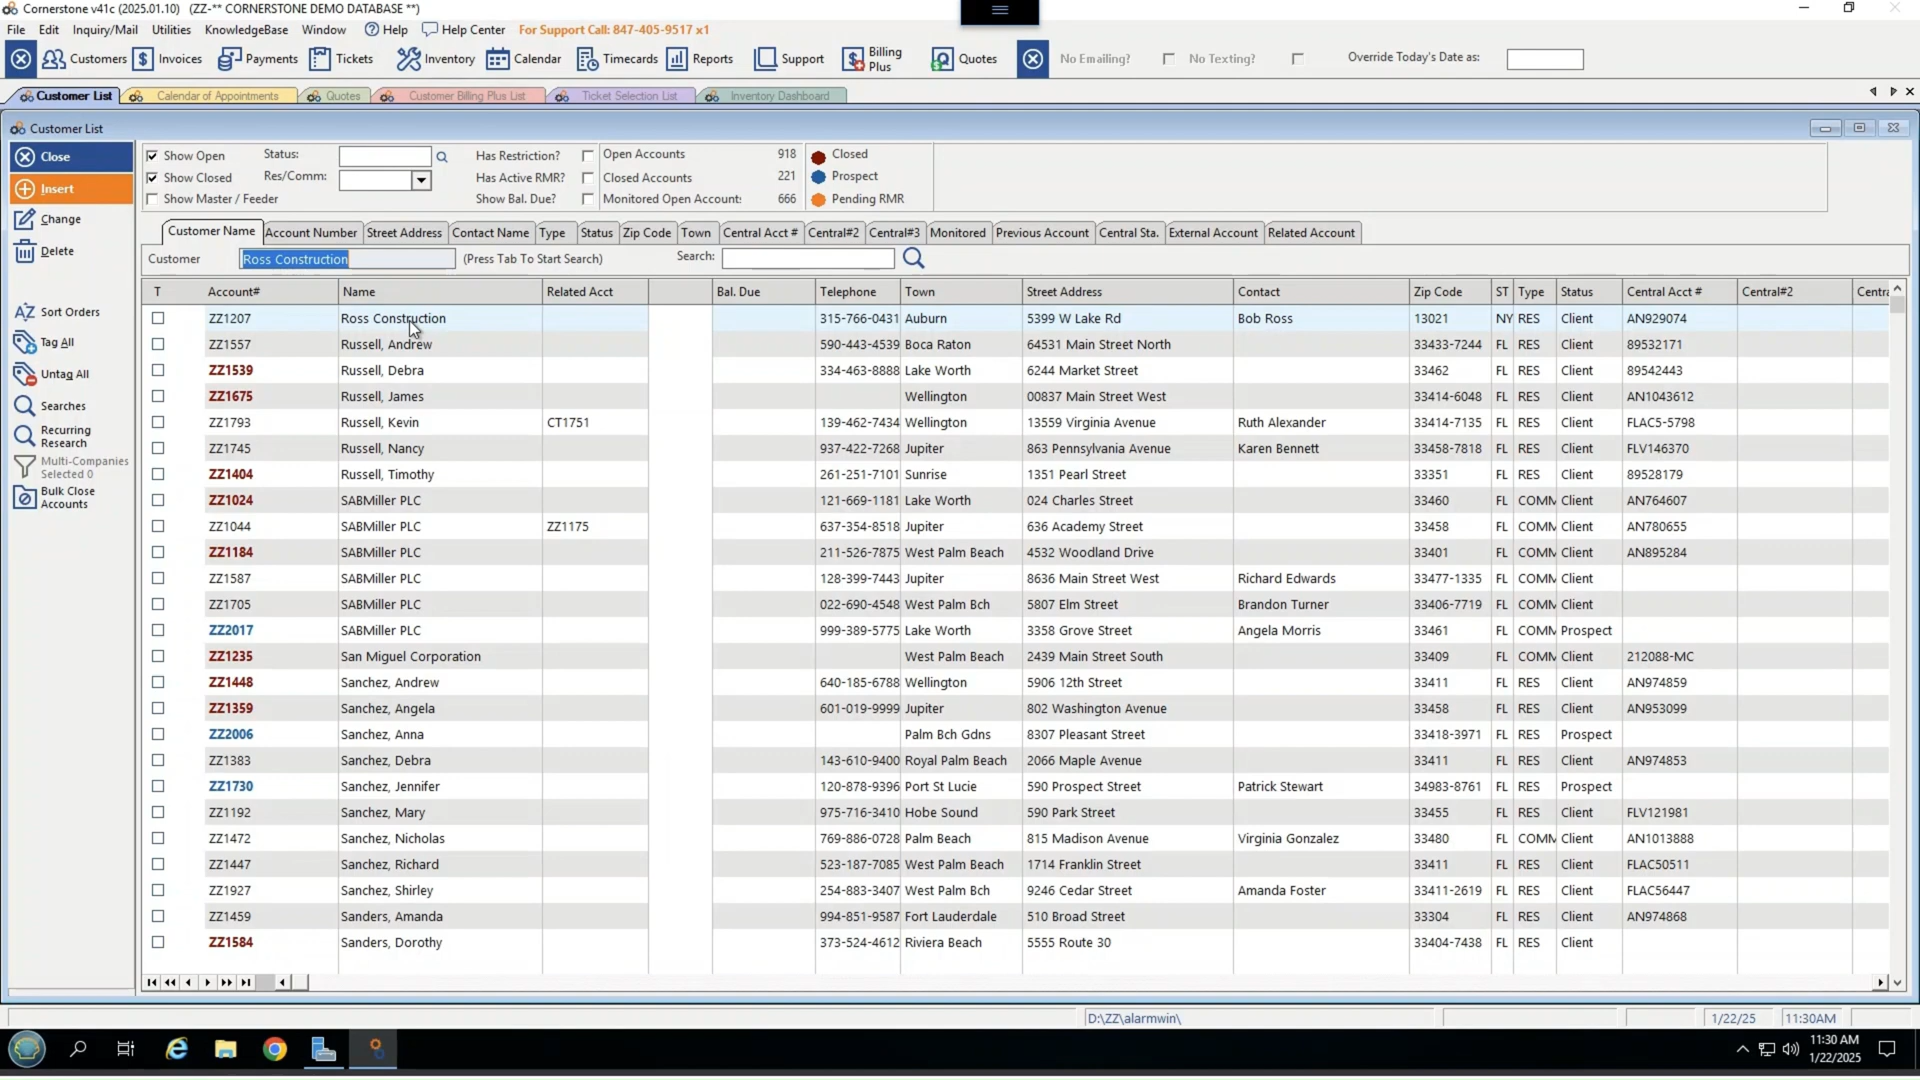 Cornerstone v41c (2025.01.10) (ZZ-** CORNERSTONE DEMO DATABASE **)
File Edit Inquiry/Mail Utilities KnowledgeBase Window Help Help Center For Support Call: 847-405-9517 x1
Customers Invoices Payments Tickets Inventory Calendar Timecards Reports Support Billing Plus Quotes No Emailing? No Texting? Override Today's Date as:
Customer List Calendar of Appointments Quotes Customer Billing Plus List Ticket Selection List Inventory Dashboard
Customer List
Close
Insert
Change
Delete
Sort Orders
Tag All
Untag All
Searches
Recurring Research
Multi-Companies Selected 0
Bulk Close Accounts
Show Open Status: Has Restriction? Open Accounts 918 Closed
Show Closed Res/Comm: Has Active RMR? Closed Accounts 221 Prospect
Show Master / Feeder Show Bal. Due? Monitored Open Account: 666 Pending RMR
Customer Name Account Number Street Address Contact Name Type Status Zip Code Town Central Acct # Central#2 Central#3 Monitored Previous Account Central Sta. External Account Related Account
Customer Ross Construction (Press Tab To Start Search) Search:
T Account# Name Related Acct Bal. Due Telephone Town Street Address Contact Zip Code ST Type Status Central Acct # Central#2 Centra
ZZ1207 Ross Construction 315-766-0431 Auburn 5399 W Lake Rd Bob Ross 13021 NY RES Client AN929074
ZZ1557 Russell, Andrew 590-443-4539 Boca Raton 64531 Main Street North 33433-7244 FL RES Client 89532171
ZZ1539 Russell, Debra 334-463-8888 Lake Worth 6244 Market Street 33462 FL RES Client 89542443
ZZ1675 Russell, James Wellington 00837 Main Street West 33414-6048 FL RES Client AN1043612
ZZ1793 Russell, Kevin CT1751 139-462-7434 Wellington 13559 Virginia Avenue Ruth Alexander 33414-7135 FL RES Client FLAC5-5798
ZZ1745 Russell, Nancy 937-422-7268 Jupiter 863 Pennsylvania Avenue Karen Bennett 33458-7818 FL RES Client FLV146370
ZZ1404 Russell, Timothy 261-251-7101 Sunrise 1351 Pearl Street 33351 FL RES Client 89528179
ZZ1024 SABMiller PLC 121-669-1181 Lake Worth 024 Charles Street 33460 FL COMM Client AN764607
ZZ1044 SABMiller PLC ZZ1175 637-354-8518 Jupiter 636 Academy Street 33458 FL COMM Client AN780655
ZZ1184 SABMiller PLC 211-526-7875 West Palm Beach 4532 Woodland Drive 33401 FL COMM Client AN895284
ZZ1587 SABMiller PLC 128-399-7443 Jupiter 8636 Main Street West Richard Edwards 33477-1335 FL COMM Client
ZZ1705 SABMiller PLC 022-690-4548 West Palm Bch 5807 Elm Street Brandon Turner 33406-7719 FL COMM Client
ZZ2017 SABMiller PLC 999-389-5775 Lake Worth 3358 Grove Street Angela Morris 33461 FL COMM Prospect
ZZ1235 San Miguel Corporation West Palm Beach 2439 Main Street South 33409 FL COMM Client 212088-MC
ZZ1448 Sanchez, Andrew 640-185-6788 Wellington 5906 12th Street 33411 FL RES Client AN974859
ZZ1359 Sanchez, Angela 601-019-9999 Jupiter 802 Washington Avenue 33458 FL RES Client AN953099
ZZ2006 Sanchez, Anna Palm Bch Gdns 8307 Pleasant Street 33418-3971 FL RES Prospect
ZZ1383 Sanchez, Debra 143-610-9400 Royal Palm Beach 2066 Maple Avenue 33411 FL RES Client AN974853
ZZ1730 Sanchez, Jennifer 120-878-9396 Port St Lucie 590 Prospect Street Patrick Stewart 34983-8761 FL RES Prospect
ZZ1192 Sanchez, Mary 975-716-3410 Hobe Sound 590 Park Street 33455 FL RES Client FLV121981
ZZ1472 Sanchez, Nicholas 769-886-0728 Palm Beach 815 Madison Avenue Virginia Gonzalez 33480 FL COMM Client AN1013888
ZZ1447 Sanchez, Richard 523-187-7085 West Palm Beach 1714 Franklin Street 33411 FL RES Client FLAC50511
ZZ1927 Sanchez, Shirley 254-883-3407 West Palm Bch 9246 Cedar Street Amanda Foster 33411-2619 FL RES Client FLAC56447
ZZ1459 Sanders, Amanda 994-851-9587 Fort Lauderdale 510 Broad Street 33304 FL RES Client AN974868
ZZ1584 Sanders, Dorothy 373-524-4612 Riviera Beach 5555 Route 30 33404-7438 FL RES Client
D:\ZZ\alarmwin\ 1/22/25 11:30AM
11:30 AM
1/22/2025